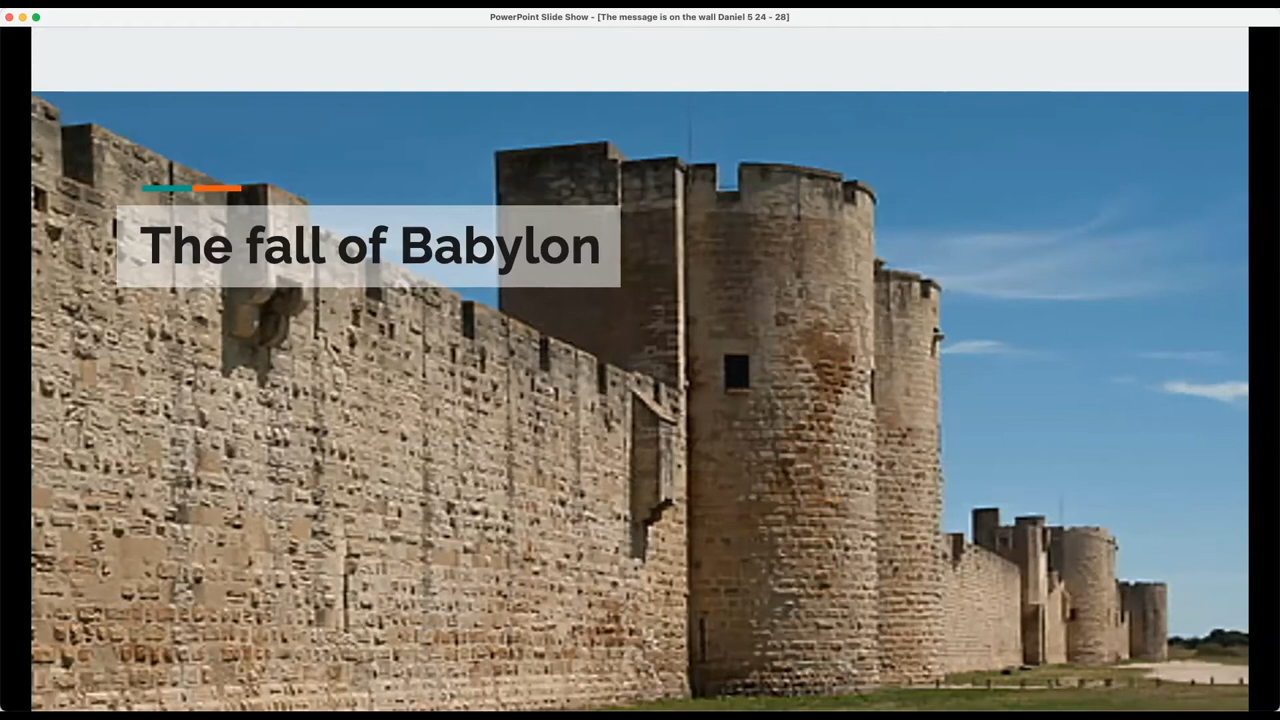 PowerPoint Slide Show - [The message is on the wall Daniel 5 24 - 28]
The fall of Babylon